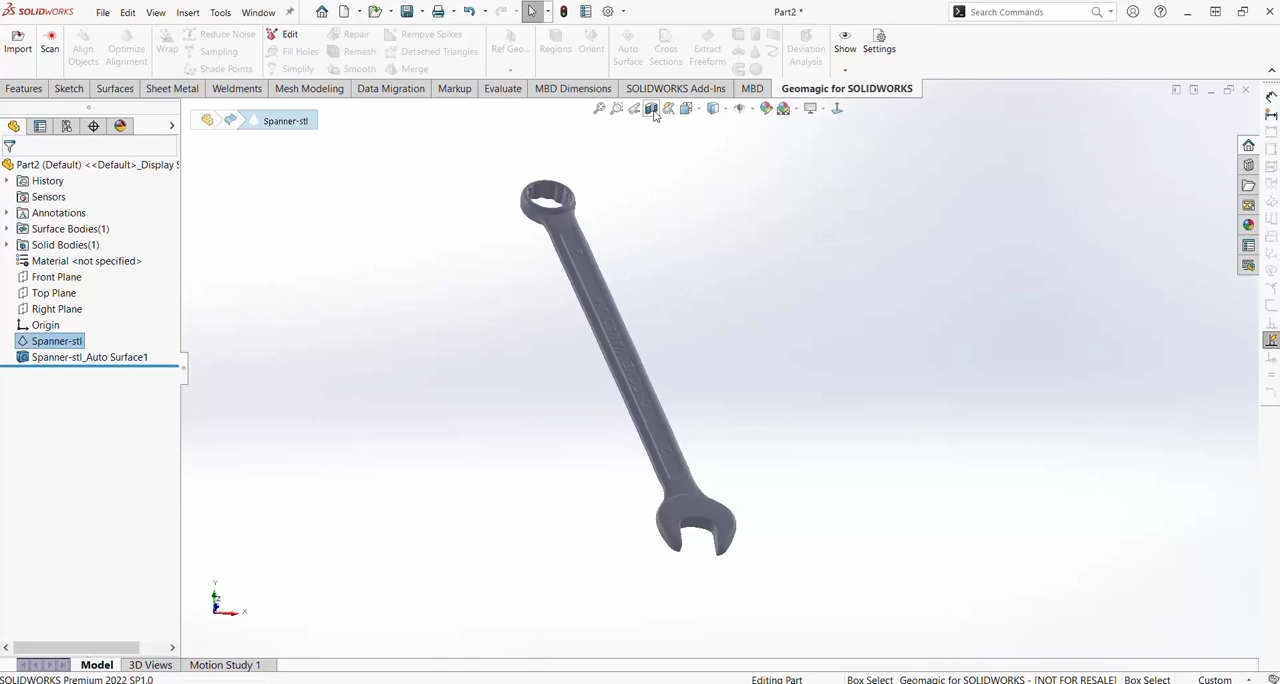 SOLIDWORKS File Edit View Insert Tools Window Part2 * Search Commands
Import Scan Align Objects Optimize Alignment Wrap Reduce Noise Sampling Shade Points Edit Fill Holes Simplify Repair Remesh Smooth Remove Spikes Detached Triangles Merge Ref Geo... Regions Orient Auto Surface Cross Sections Extract Freeform Deviation Analysis Show Settings
Features Sketch Surfaces Sheet Metal Weldments Mesh Modeling Data Migration Markup Evaluate MBD Dimensions SOLIDWORKS Add-Ins MBD Geomagic for SOLIDWORKS
Spanner-stl
Part2 (Default) <<Default>_Display S
History
Sensors
Annotations
Surface Bodies(1)
Solid Bodies(1)
Material <not specified>
Front Plane
Top Plane
Right Plane
Origin
Spanner-stl
Spanner-stl_Auto Surface1
Y
Z
X
Model 3D Views Motion Study 1
SOLIDWORKS Premium 2022 SP1.0 Editing Part Box Select Geomagic for SOLIDWORKS - [NOT FOR RESALE] Box Select Custom